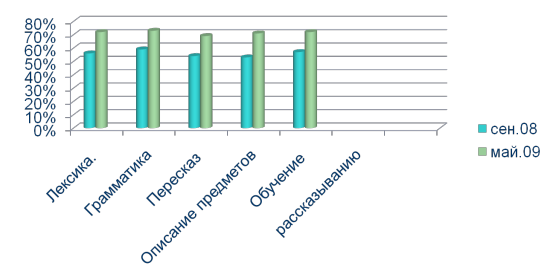 80%
70%
60%
50%
40%
30%
20%
10%
0%
Лексика.
Грамматика
Пересказ
Описание предметов
Обучение
рассказыванию
сен.08
май.09